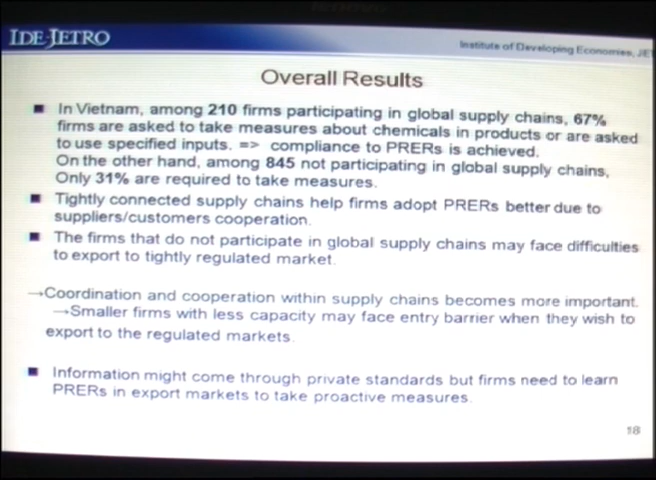 IDE-JETRO
Institute of Developing Economies, JE
Overall Results
■ In Vietnam, among 210 firms participating in global supply chains, 67%
firms are asked to take measures about chemicals in products or are asked
to use specified inputs. => compliance to PRERs is achieved.
On the other hand, among 845 not participating in global supply chains,
Only 31% are required to take measures.
■ Tightly connected supply chains help firms adopt PRERs better due to
suppliers/customers cooperation.
■ The firms that do not participate in global supply chains may face difficulties
to export to tightly regulated market.
→Coordination and cooperation within supply chains becomes more important.
→Smaller firms with less capacity may face entry barrier when they wish to
export to the regulated markets.
■ Information might come through private standards but firms need to learn
PRERs in export markets to take proactive measures.
18